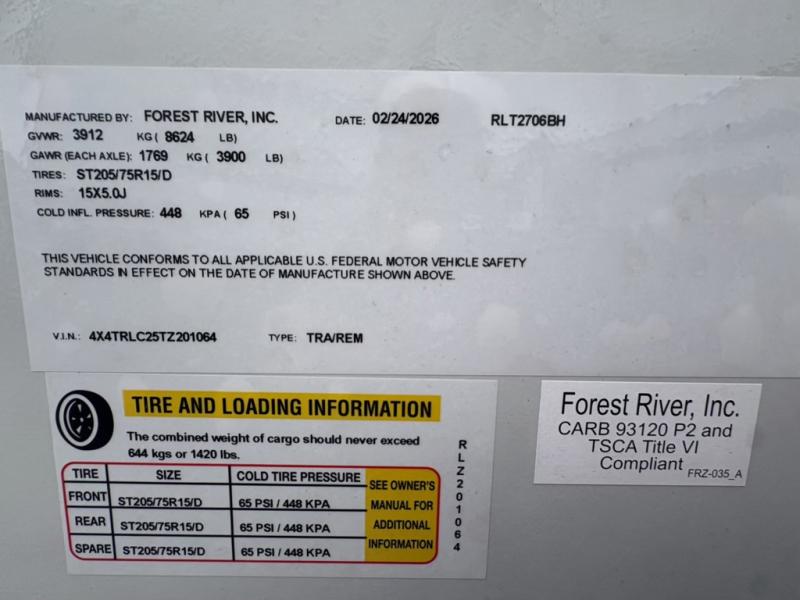 MANUFACTURED BY: FOREST RIVER, INC. DATE: 02/24/2026 RLT2706BH
GVWR: 3912 KG( 8624 LB)
GAWR (EACH AXLE): 1769 KG ( 3900 LB)
TIRES: ST205/75R15/D
RIMS: 15X5.0J
COLD INFL. PRESSURE: 448 KPA ( 65 PSI )
THIS VEHICLE CONFORMS TO ALL APPLICABLE U.S. FEDERAL MOTOR VEHICLE SAFETY
STANDARDS IN EFFECT ON THE DATE OF MANUFACTURE SHOWN ABOVE.
V.I.N.: 4X4TRLC25TZ201064 TYPE: TRA/REM
TIRE AND LOADING INFORMATION
The combined weight of cargo should never exceed
644 kgs or 1420 lbs.
TIRE SIZE COLD TIRE PRESSURE
FRONT ST205/75R15/D 65 PSI / 448 KPA
REAR ST205/75R15/D 65 PSI / 448 KPA
SPARE ST205/75R15/D 65 PSI / 448 KPA
SEE OWNER'S
MANUAL FOR
ADDITIONAL
INFORMATION
RLZ201064
Forest River, Inc.
CARB 93120 P2 and
TSCA Title VI
Compliant
FRZ-035_A